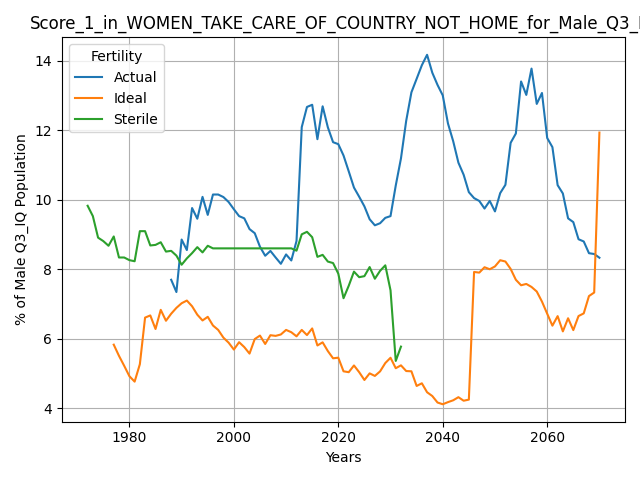 Score_1_in_WOMEN_TAKE_CARE_OF_COUNTRY_NOT_HOME_for_Male_Q3_
Fertility
Actual
Ideal
Sterile
% of Male Q3_IQ Population
14
12
10
8
6
4
1980 2000 2020 2040 2060
Years